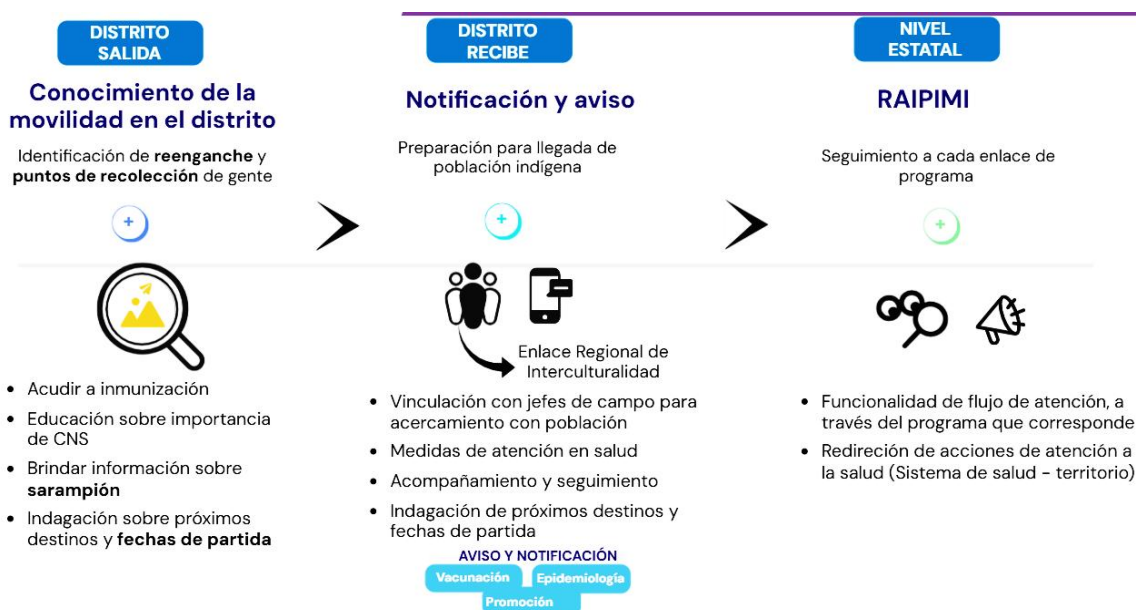 DISTRITO
SALIDA
Conocimiento de la
movilidad en el distrito
Identificación de reenganche y
puntos de recolección de gente
• Acudir a inmunización
• Educación sobre importancia
de CNS
• Brindar información sobre
sarampión
• Indagación sobre próximos
destinos y fechas de partida
DISTRITO
RECIBE
Notificación y aviso
Preparación para llegada de
población indígena
Enlace Regional de
Interculturalidad
• Vinculación con jefes de campo para
acercamiento con población
• Medidas de atención en salud
• Acompañamiento y seguimiento
• Indagación de próximos destinos y
fechas de partida
AVISO Y NOTIFICACIÓN
Vacunación
Epidemiología
Promoción
NIVEL
ESTATAL
RAIPIMI
Seguimiento a cada enlace de
programa
• Funcionalidad de flujo de atención, a
través del programa que corresponde
• Redireción de acciones de atención a
la salud (Sistema de salud - territorio)